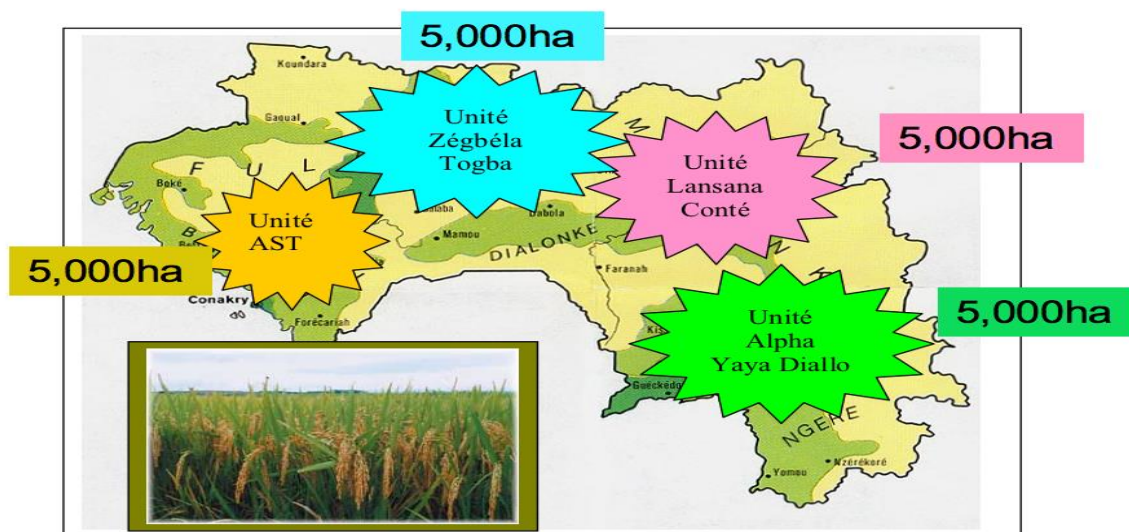 5,000ha
Koundara
Gaoual
Unité
Zégbéla
Togba
M
5,000ha
Unité
Lansana
Conté
F U L
Boké
B
Unité
AST
Dabola
Mamou
DIALONKE
N
K
5,000ha
Faranah
Conakry
Forécariah
Unité
Alpha
Yaya Diallo
5,000ha
Guéckédo
NGERE
Nzérékoré
Yomou